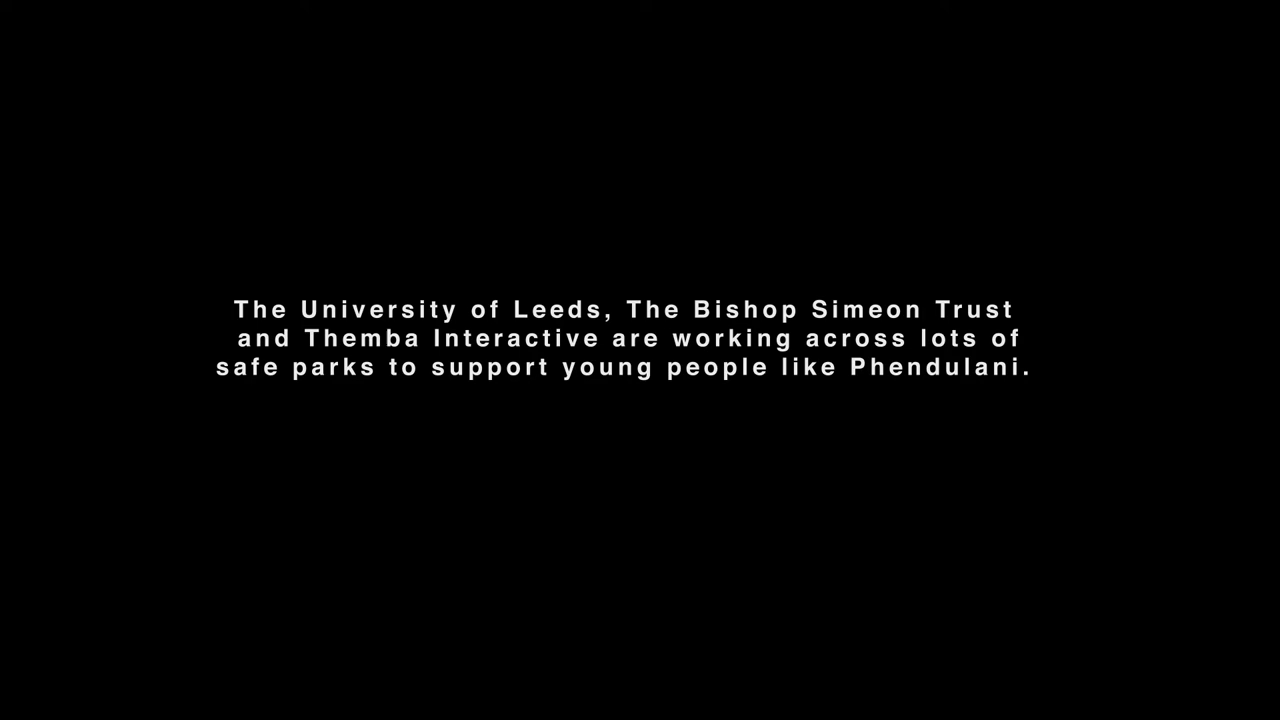 The University of Leeds, The Bishop Simeon Trust
and Themba Interactive are working across lots of
safe parks to support young people like Phendulani.